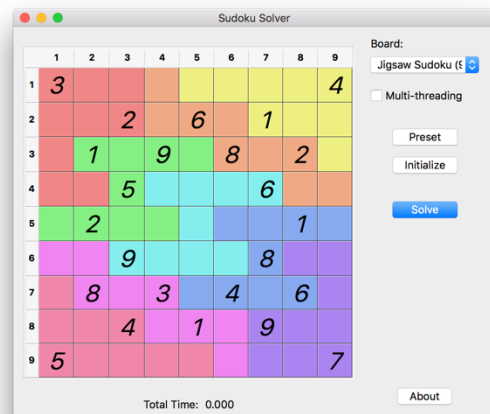 Sudoku Solver
Board:
Jigsaw Sudoku (9
Multi-threading
Preset
Initialize
Solve
About
1 2 3 4 5 6 7 8 9
1 3 4
2 2 6 1
3 1 9 8 2
4 5 6
5 2 1
6 9 8
7 8 3 4 6
8 4 1 9
9 5 7
Total Time: 0.000